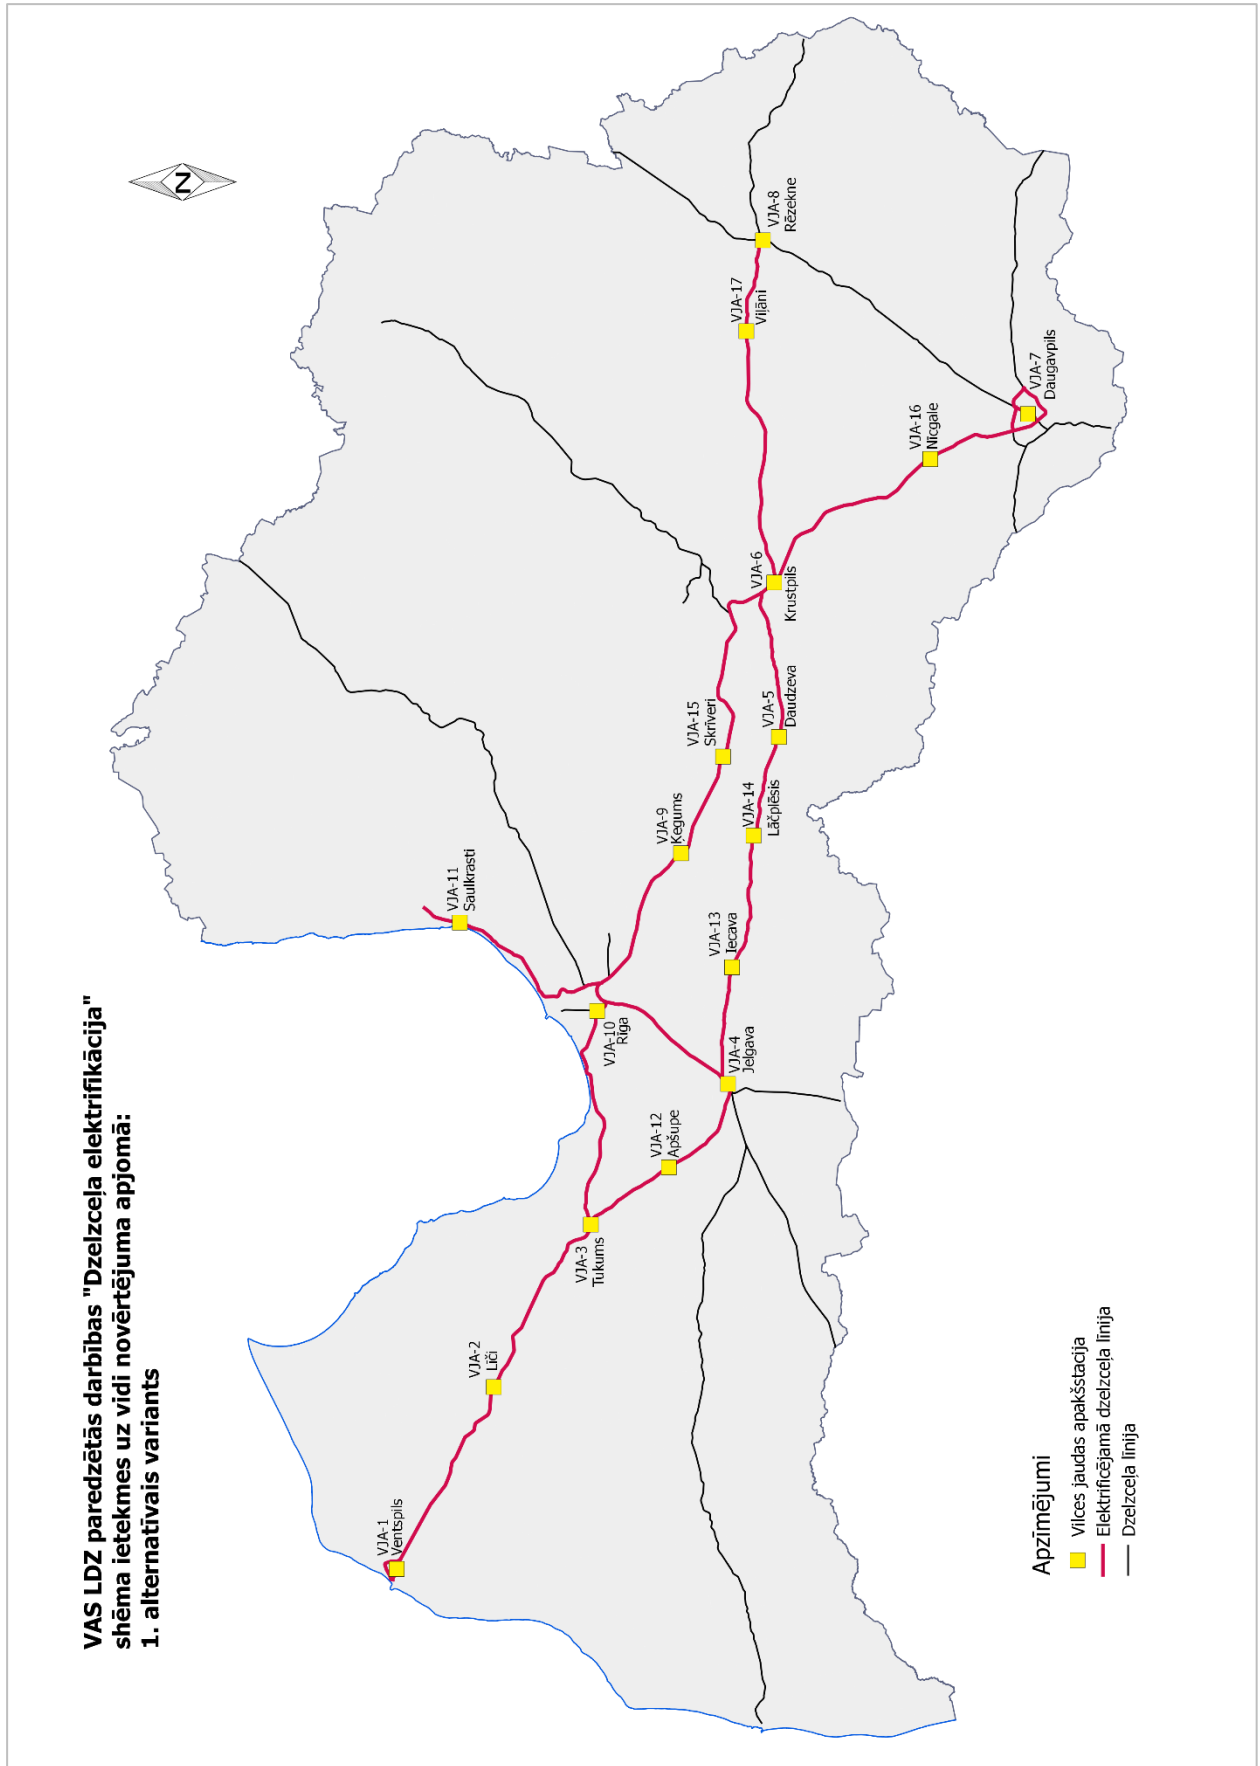 VAS LDZ paredzētās darbības "Dzelzceļa elektrifikācija"
shēma ietekmes uz vidi novērtējuma apjomā:
1. alternatīvais variants
N
VJA-1
Ventspils
VJA-2
Līči
VJA-3
Tukums
VJA-12
Apšupe
VJA-4
Jelgava
VJA-10
Rīga
VJA-11
Saulkrasti
VJA-13
Iecava
VJA-9
Ķegums
VJA-14
Lāčplēsis
VJA-15
Skrīveri
VJA-5
Daudzeva
VJA-6
Krustpils
VJA-16
Nīcgale
VJA-7
Daugavpils
VJA-17
Viļāni
VJA-8
Rēzekne
Apzīmējumi
Vilces jaudas apakšstacija
Elektrificējamā dzelzceļa līnija
Dzelzceļa līnija